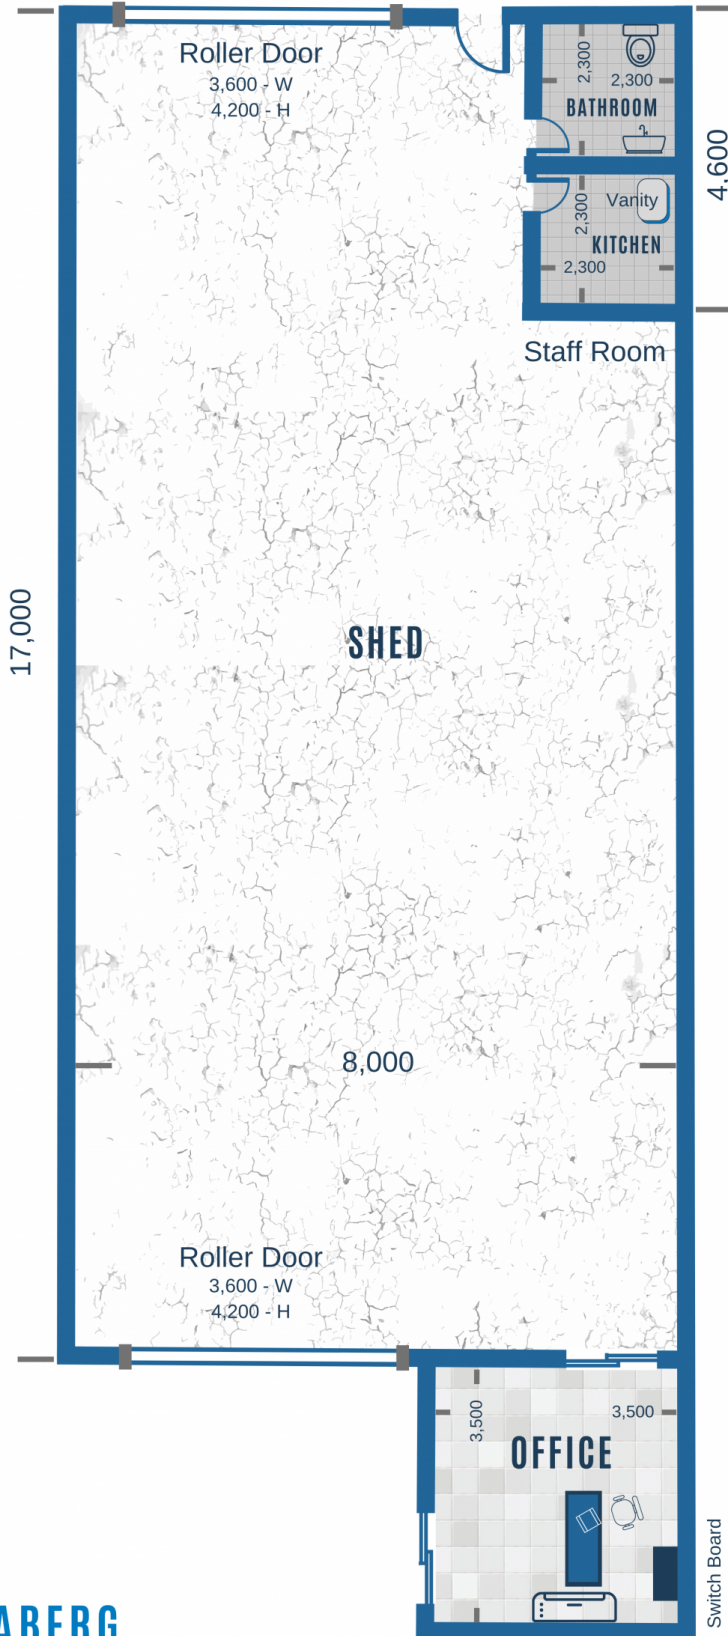 Roller Door
3,600 - W
4,200 - H
2,300
2,300
BATHROOM
4,600
2,300
Vanity
KITCHEN
2,300
Staff Room
17,000
SHED
8,000
Roller Door
3,600 - W
4,200 - H
3,500
3,500
OFFICE
Switch Board
ABERG